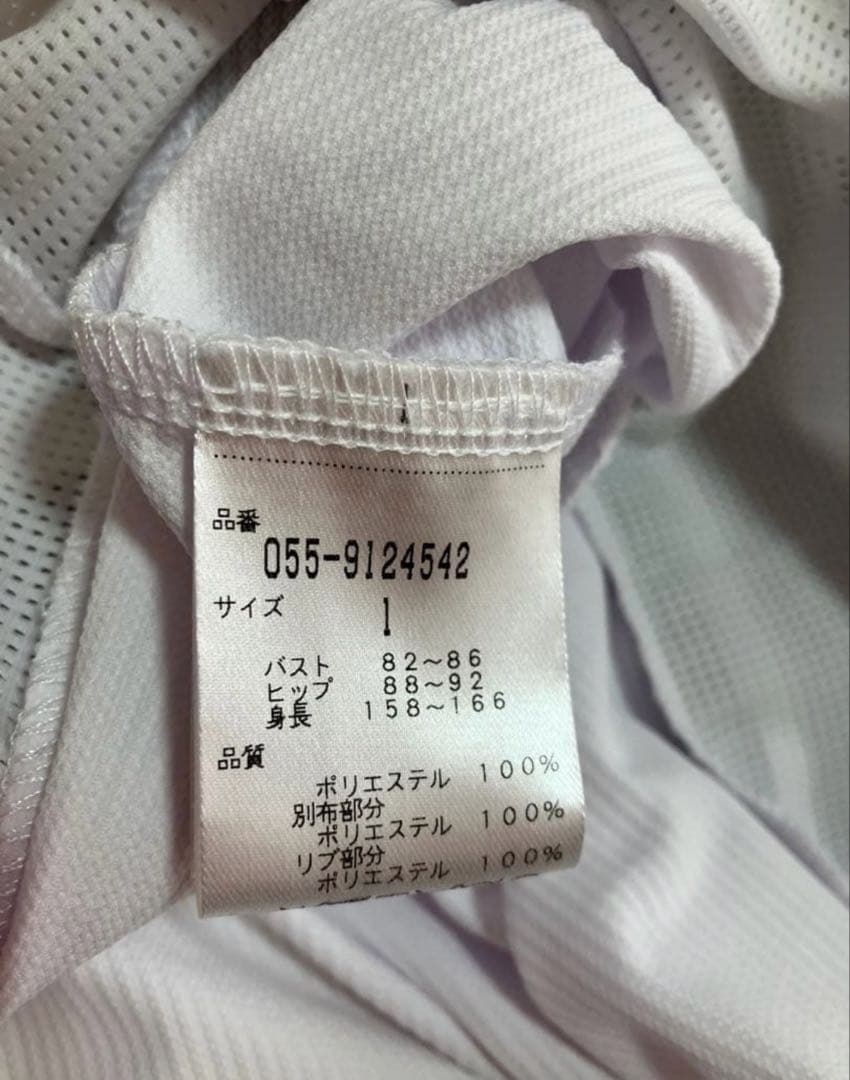 品番
055-9124542
サイズ 1
バスト 82～86
ヒップ 88～92
身長 158～166
品質
ポリエステル 100%
別布部分
ポリエステル 100%
リブ部分
ポリエステル 100%